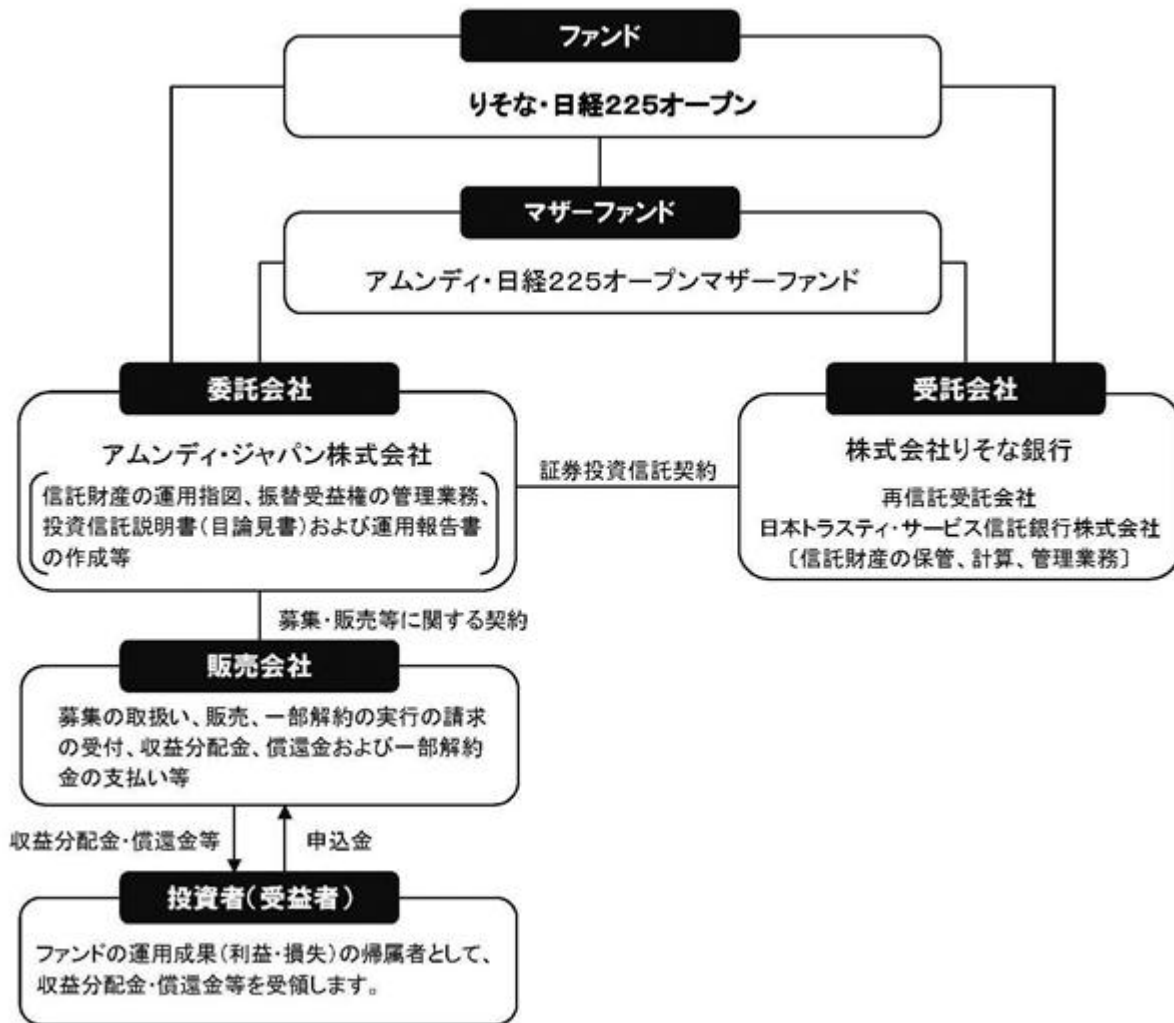 ファンド
りそな・日経225オープン
マザーファンド
アムンディ・日経225オープンマザーファンド
委託会社
アムンディ・ジャパン株式会社
信託財産の運用指図、振替受益権の管理業務、
投資信託説明書(目論見書)および運用報告書
の作成等
証券投資信託契約
受託会社
株式会社りそな銀行
再信託受託会社
日本トラスティ・サービス信託銀行株式会社
〔信託財産の保管、計算、管理業務〕
募集・販売等に関する契約
販売会社
募集の取扱い、販売、一部解約の実行の請求
の受付、収益分配金、償還金および一部解約
金の支払い等
収益分配金・償還金等
申込金
投資者(受益者)
ファンドの運用成果(利益・損失)の帰属者として、
収益分配金・償還金等を受領します。